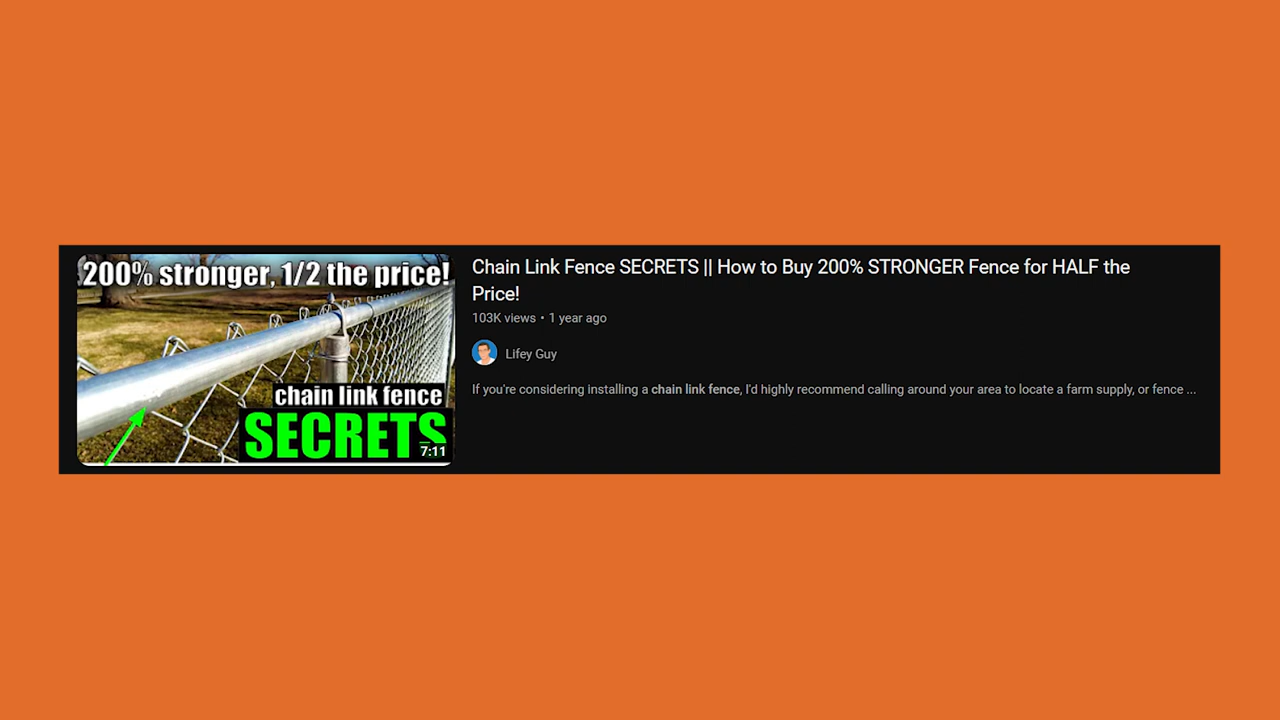 200% stronger, 1/2 the price!
chain link fence
SECRETS
7:11
Chain Link Fence SECRETS || How to Buy 200% STRONGER Fence for HALF the
Price!
103K views • 1 year ago
Lifey Guy
If you're considering installing a chain link fence, I'd highly recommend calling around your area to locate a farm supply, or fence ...